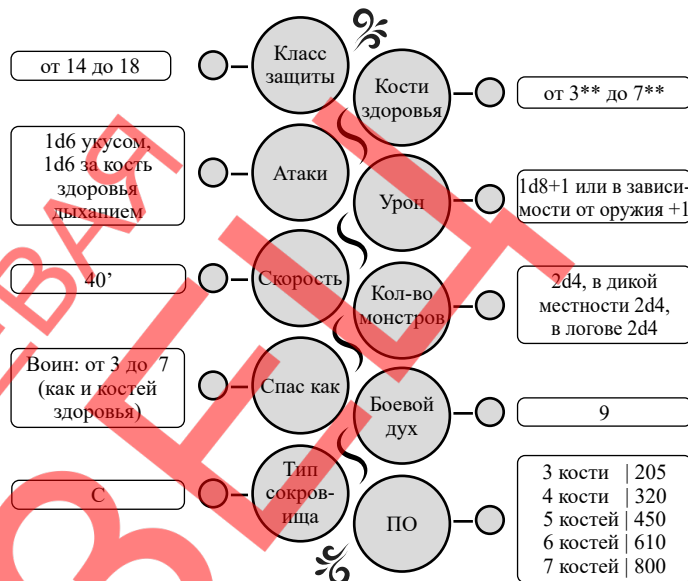 Класс
защиты
от 14 до 18
Кости
здоровья
от 3** до 7**
Атаки
1d6 укусом,
1d6 за кость
здоровья
дыханием
Урон
1d8+1 или в зависи-
мости от оружия +1
Скорость
40’
Кол-во
монстров
2d4, в дикой
местности 2d4,
в логове 2d4
Спас как
Воин: от 3 до 7
(как и костей
здоровья)
Боевой
дух
9
Тип
сокров-
ища
C
ПО
3 кости | 205
4 кости | 320
5 костей | 450
6 костей | 610
7 костей | 800